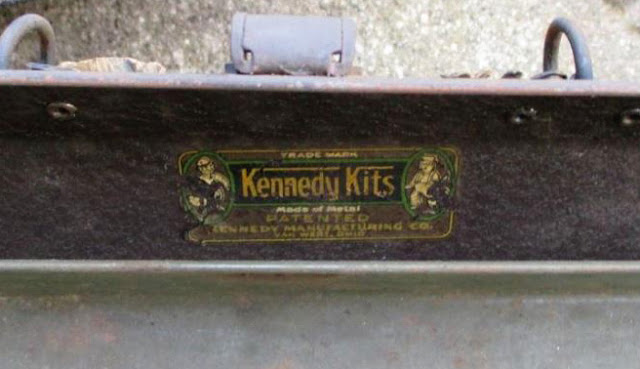 TRADE MARK
Kennedy Kits
Made of Metal
PATENTED
KENNEDY MANUFACTURING CO.
VAN WERT, OHIO